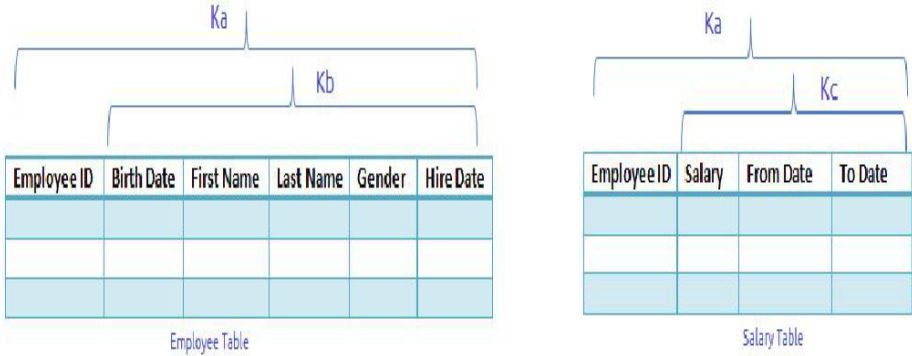 Ka
Kb
Employee ID Birth Date First Name Last Name Gender Hire Date
Employee Table
Ka
Kc
Employee ID Salary From Date To Date
Salary Table